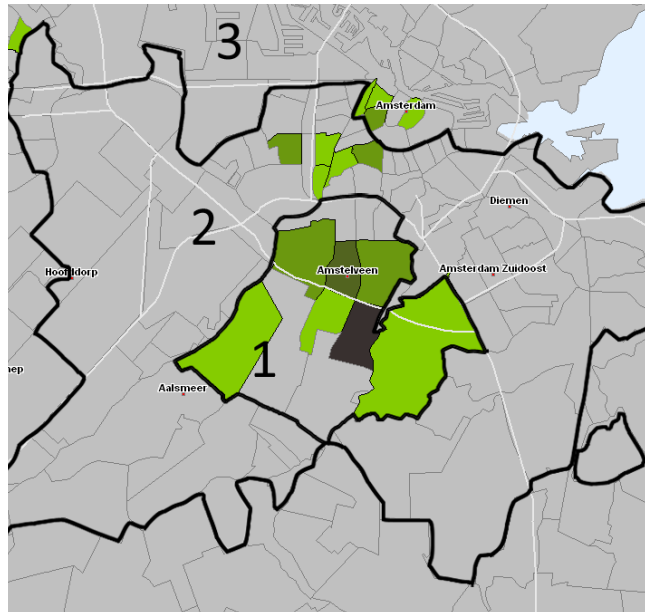 3
Amsterdam
Diemen
2
Hoofddorp
Amstelveen
Amsterdam Zuidoost
1
Aalsmeer